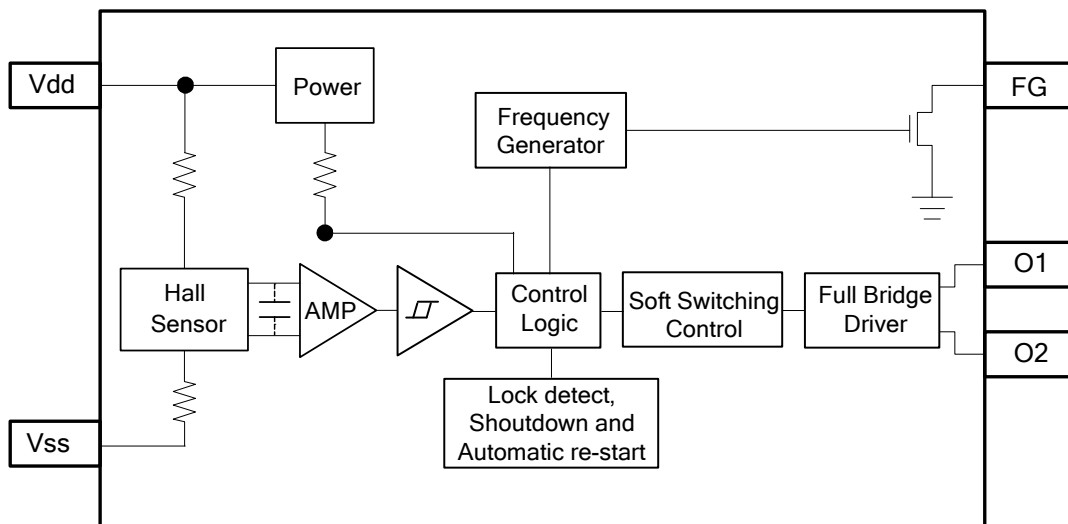 Vdd
Power
FG
Frequency
Generator
Hall
Sensor
AMP
Control
Logic
Soft Switching
Control
Full Bridge
Driver
O1
O2
Lock detect,
Shoutdown and
Automatic re-start
Vss